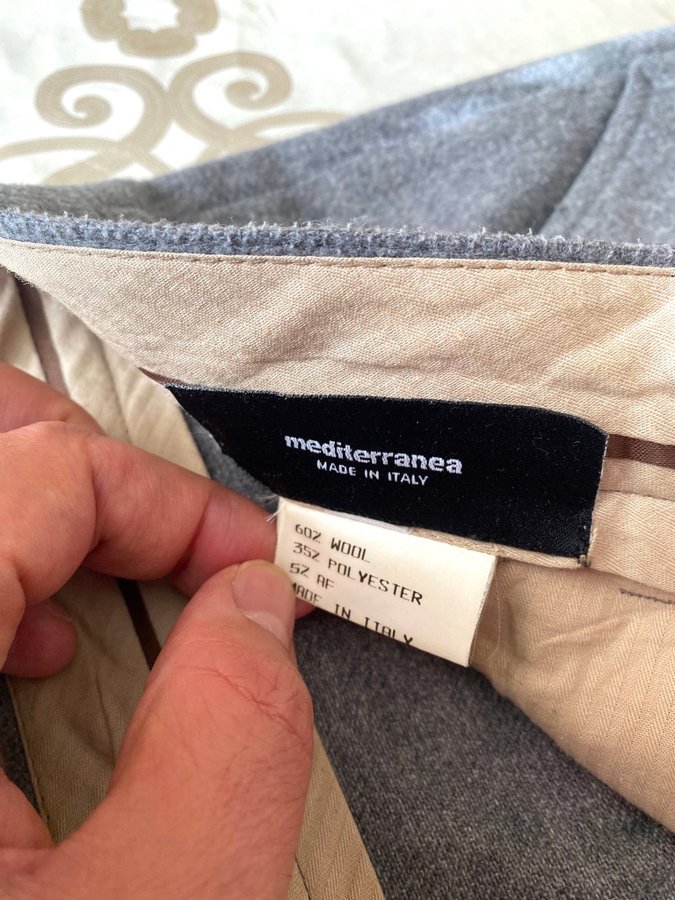 mediterranea
MADE IN ITALY
60% WOOL
35% POLYESTER
5% AF
MADE IN ITALY